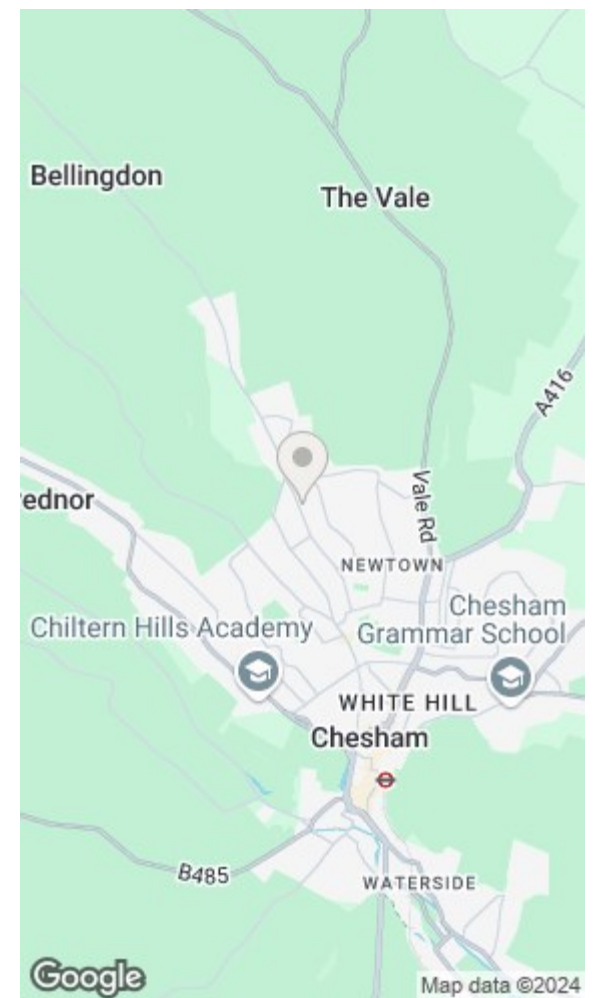 Bellingdon
The Vale
A416
ednor
Vale Rd
NEWTOWN
Chesham
Grammar School
Chiltern Hills Academy
WHITE HILL
Chesham
B485
WATERSIDE
Google
Map data ©2024